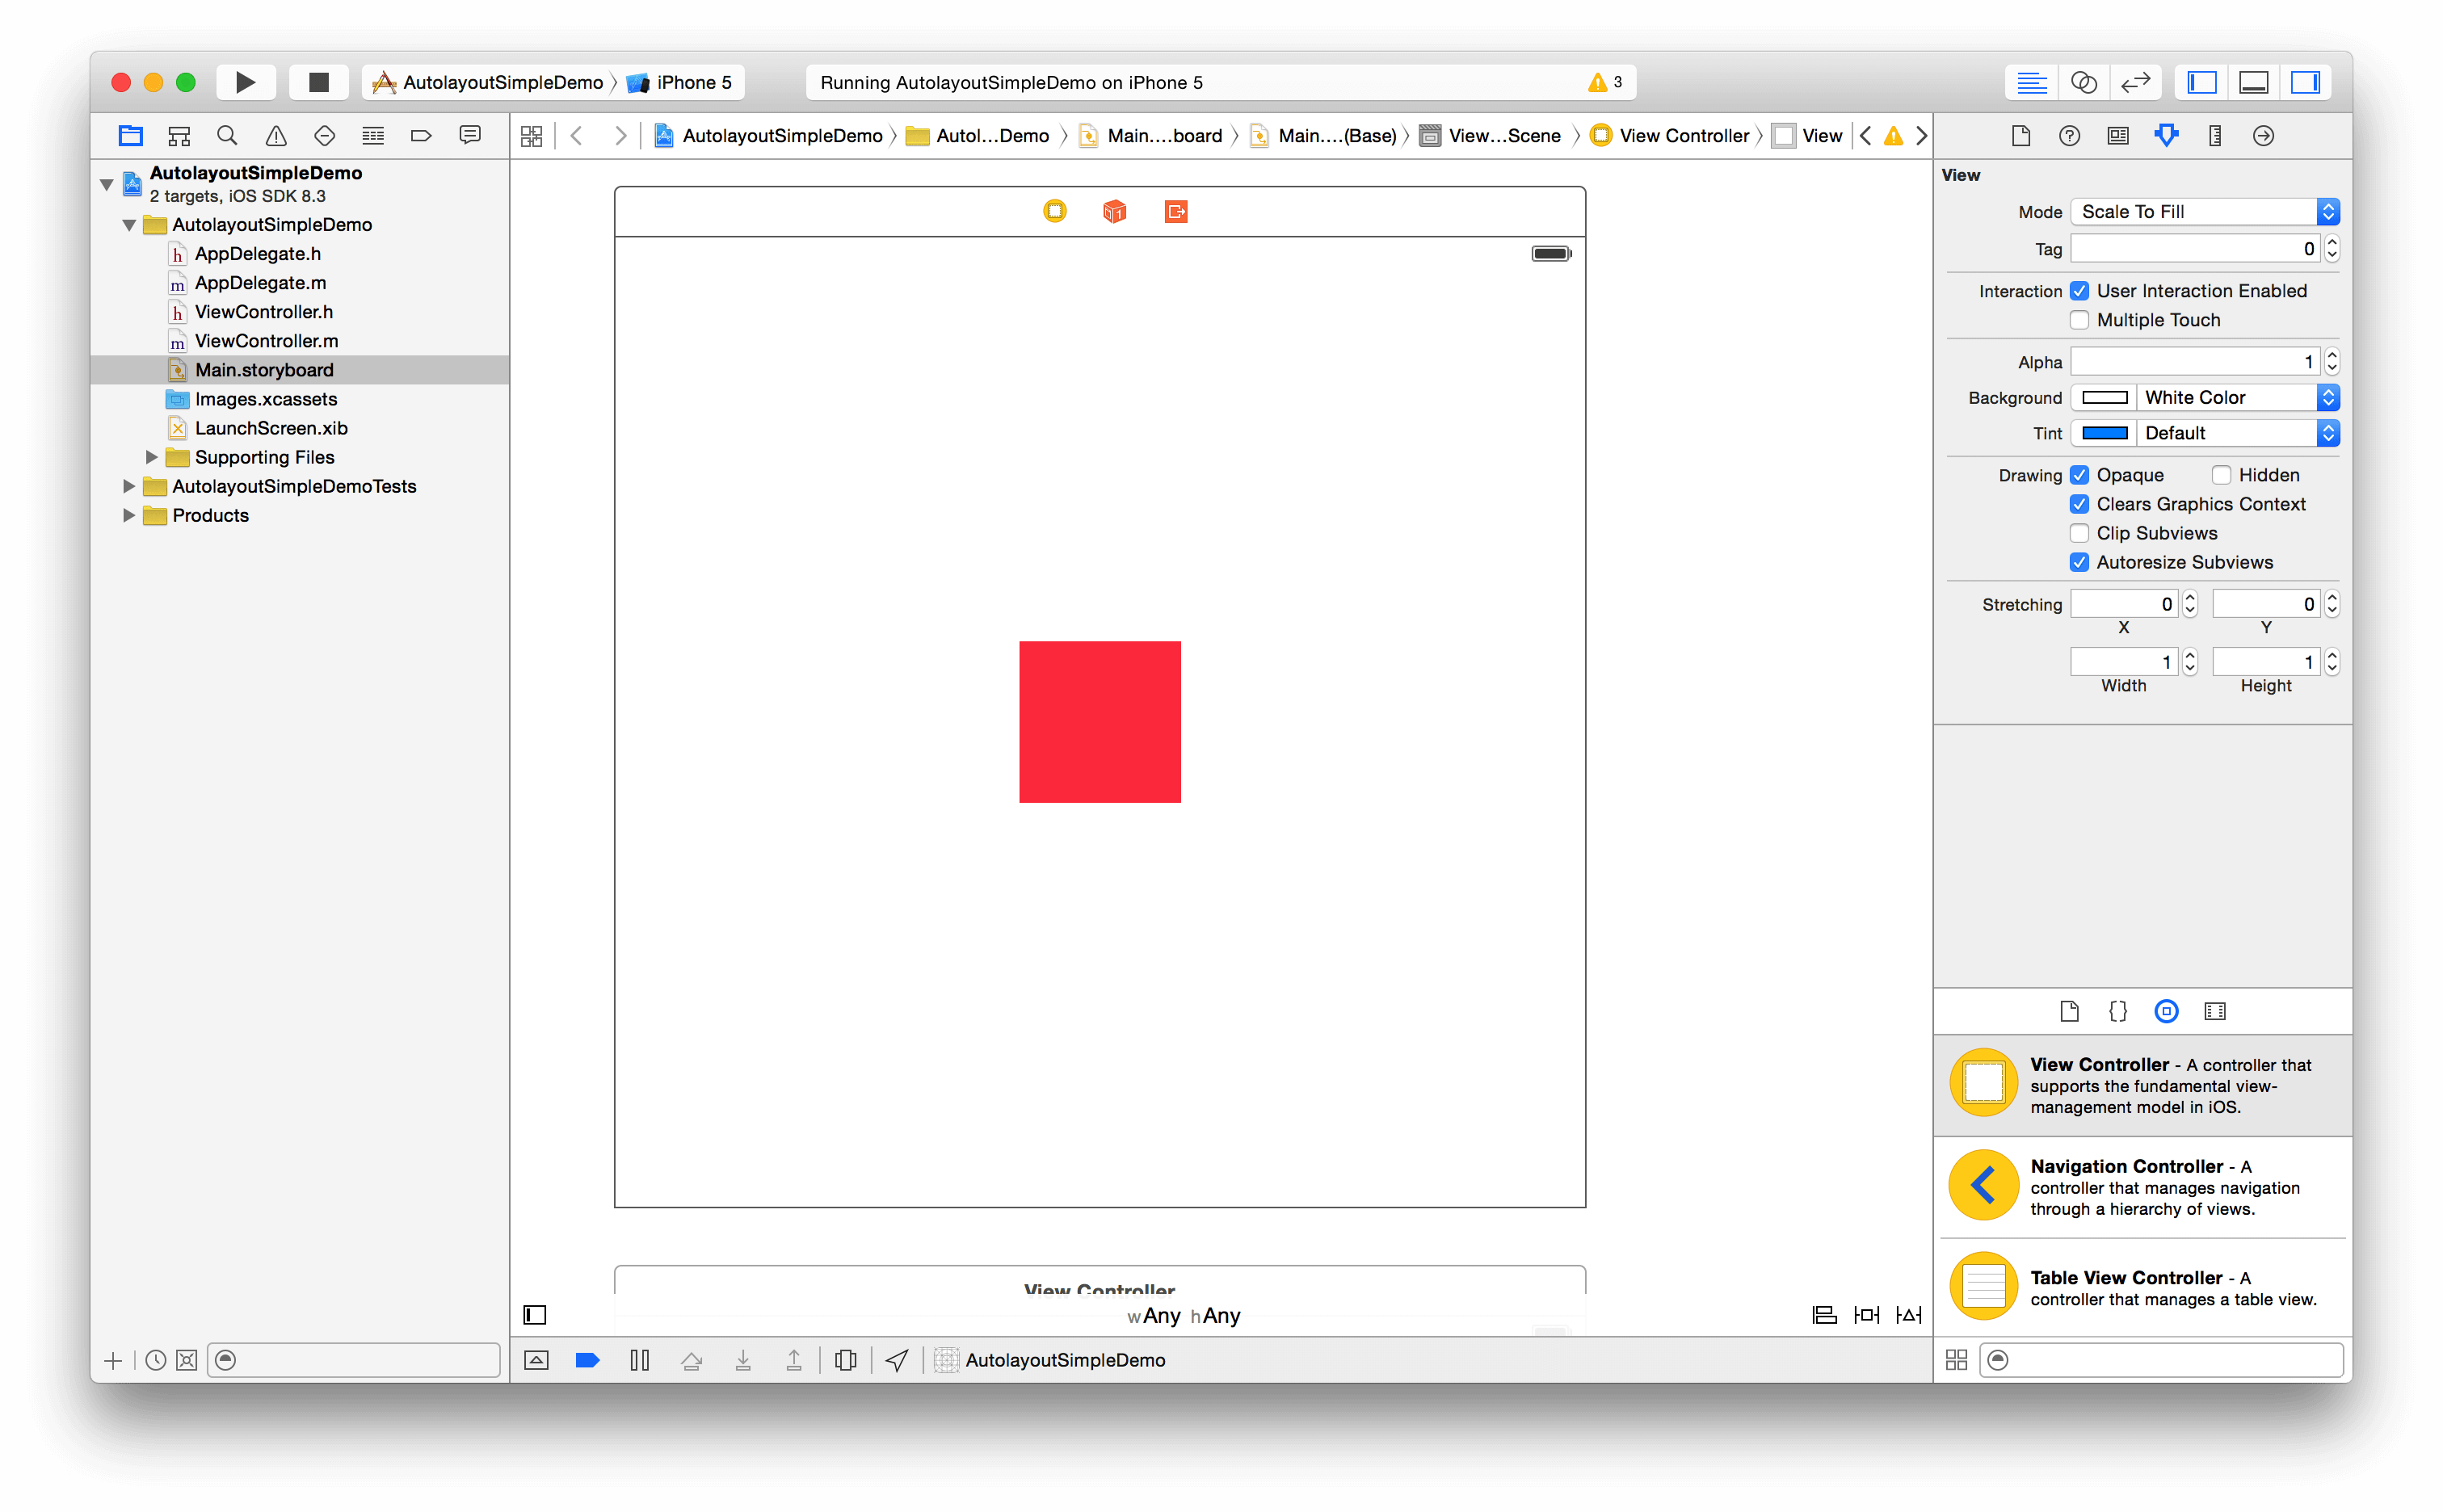 AutolayoutSimpleDemo iPhone 5
Running AutolayoutSimpleDemo on iPhone 5
3
AutolayoutSimpleDemo
2 targets, iOS SDK 8.3
AutolayoutSimpleDemo
h AppDelegate.h
m AppDelegate.m
h ViewController.h
m ViewController.m
Main.storyboard
Images.xcassets
LaunchScreen.xib
Supporting Files
AutolayoutSimpleDemoTests
Products
AutolayoutSimpleDemo Autol...Demo Main....board Main....(Base) View...Scene View Controller View
1
View Controller
wAny hAny
AutolayoutSimpleDemo
View
Mode Scale To Fill
Tag 0
Interaction User Interaction Enabled
Multiple Touch
Alpha 1
Background White Color
Tint Default
Drawing Opaque Hidden
Clears Graphics Context
Clip Subviews
Autoresize Subviews
Stretching 0 0
X Y
1 1
Width Height
{}
View Controller - A controller that
supports the fundamental view-
management model in iOS.
Navigation Controller - A
controller that manages navigation
through a hierarchy of views.
Table View Controller - A
controller that manages a table view.